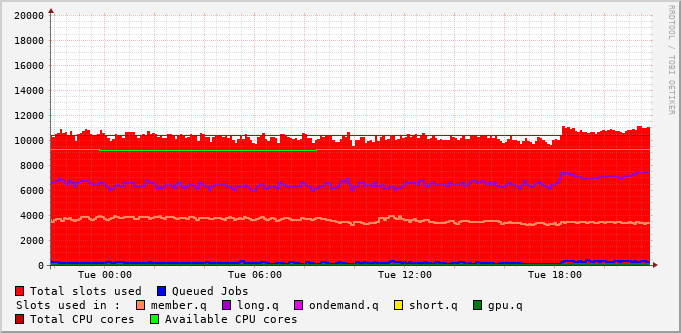 RRDTOOL / TOBI OETIKER
20000
18000
16000
14000
12000
10000
8000
6000
4000
2000
0
Tue 00:00 Tue 06:00 Tue 12:00 Tue 18:00
Total slots used Queued Jobs
Slots used in : member.q long.q ondemand.q short.q gpu.q
Total CPU cores Available CPU cores